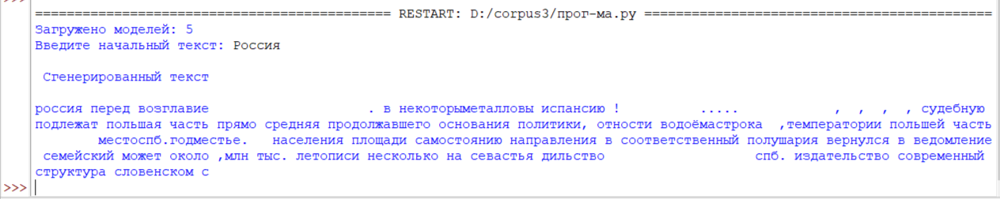 >>>
============================================= RESTART: D:/corpus3/прог-ма.py ============================================
Загружено моделей: 5
Введите начальный текст: Россия
Сгенерированный текст
россия перед возглавие                    . в некоторыметалловы испансию !          .....            ,  ,  ,  , судебную
подлежат польшая часть прямо средняя продолжавшего основания политики, отности водоёмастрока  ,температории польшей часть
        местоспб.годместье.   населения площади самостоянию направления в соответственный полушария вернулся в ведомление
 семейский может около ,млн тыс. летописи несколько на севастья дильство                   спб. издательство современный
структура словенском с
>>>